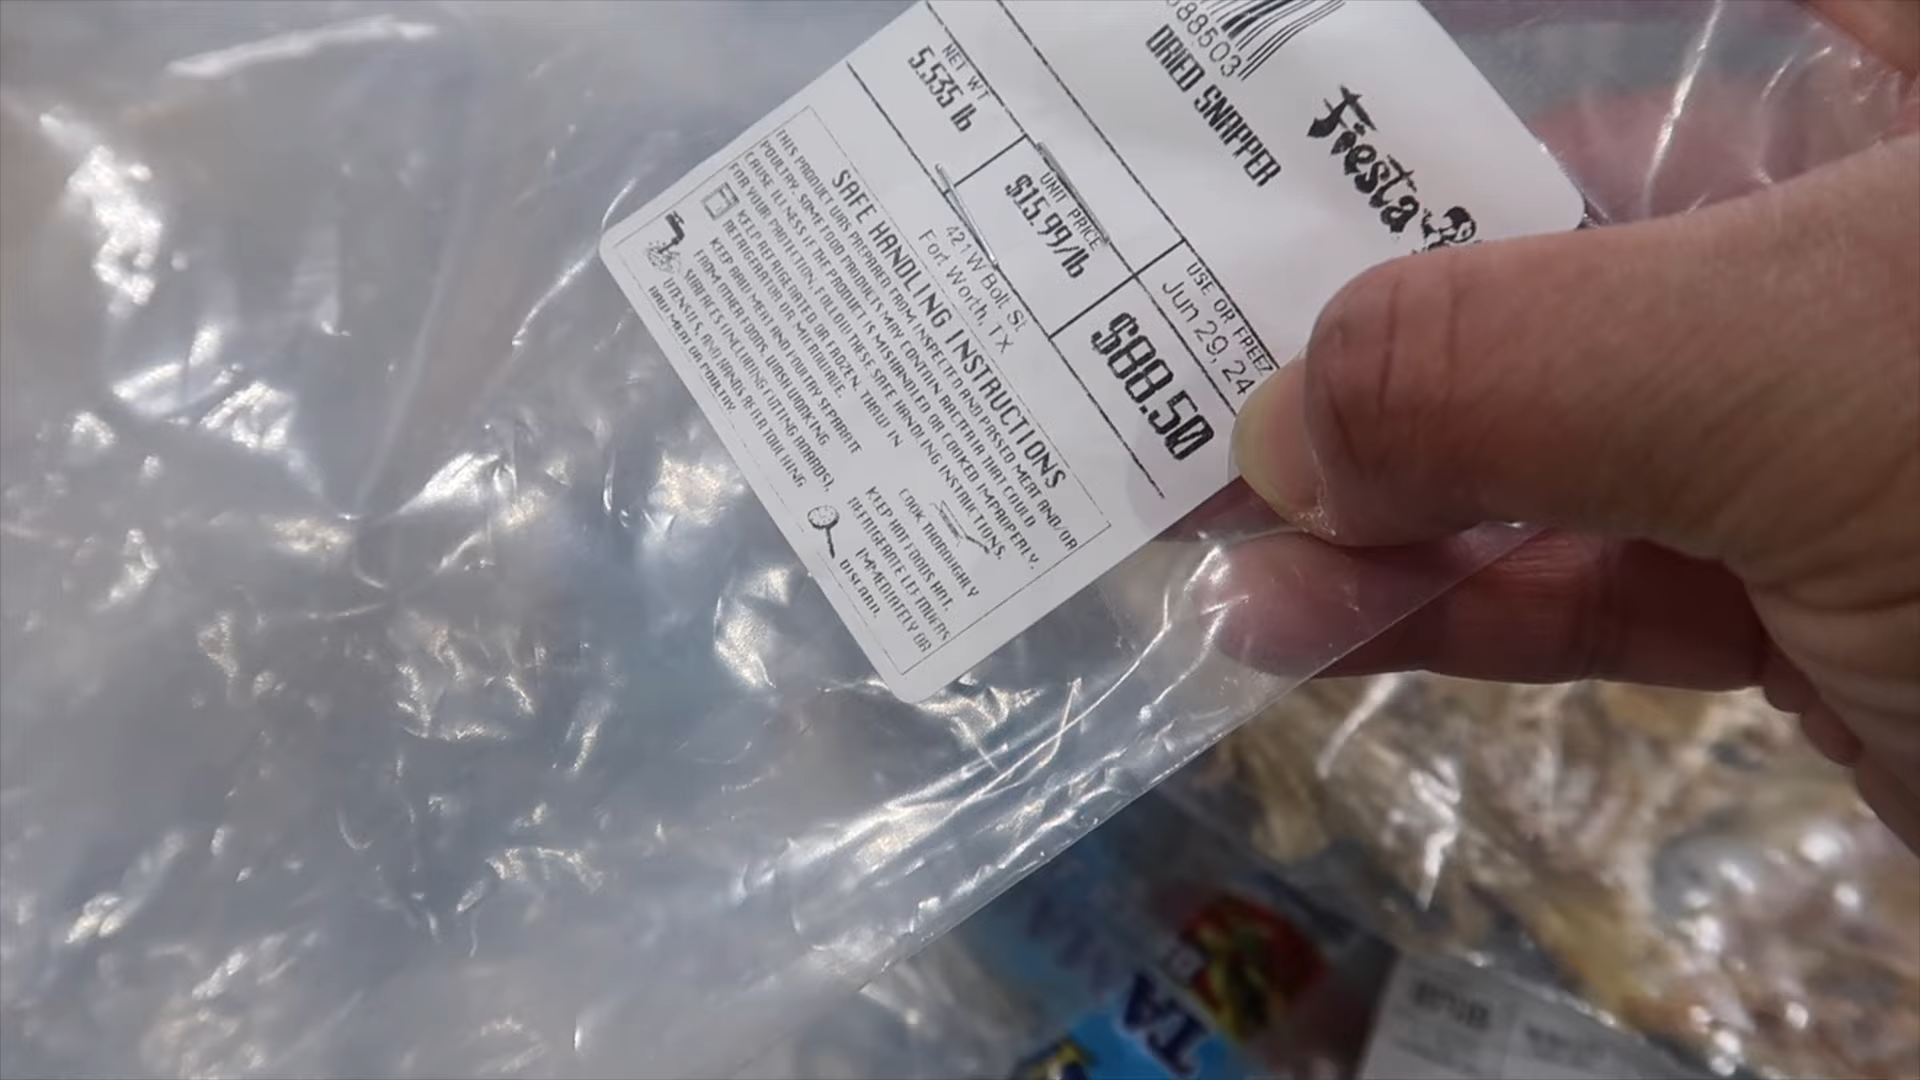 Fiesta
88503
DRIED SNAPPER
USE OR FREEZ
Jun 29, 24
NET WT
5.535 lb
UNIT PRICE
$15.99/lb
$88.50
421 W Bolt St
Fort Worth, TX
SAFE HANDLING INSTRUCTIONS
THIS PRODUCT WAS PREPARED FROM INSPECTED AND PASSED MEAT AND/OR
POULTRY. SOME FOOD PRODUCTS MAY CONTAIN BACTERIA THAT COULD
CAUSE ILLNESS IF THE PRODUCT IS MISHANDLED OR COOKED IMPROPERLY.
FOR YOUR PROTECTION, FOLLOW THESE SAFE HANDLING INSTRUCTIONS.
KEEP REFRIGERATED OR FROZEN. THAW IN
REFRIGERATOR OR MICROWAVE.
KEEP RAW MEAT AND POULTRY SEPARATE
FROM OTHER FOODS. WASH WORKING
SURFACES (INCLUDING CUTTING BOARDS),
UTENSILS, AND HANDS AFTER TOUCHING
RAW MEAT OR POULTRY.
COOK THOROUGHLY
KEEP HOT FOODS HOT.
REFRIGERATE LEFTOVERS
IMMEDIATELY OR
DISCARD.
TA